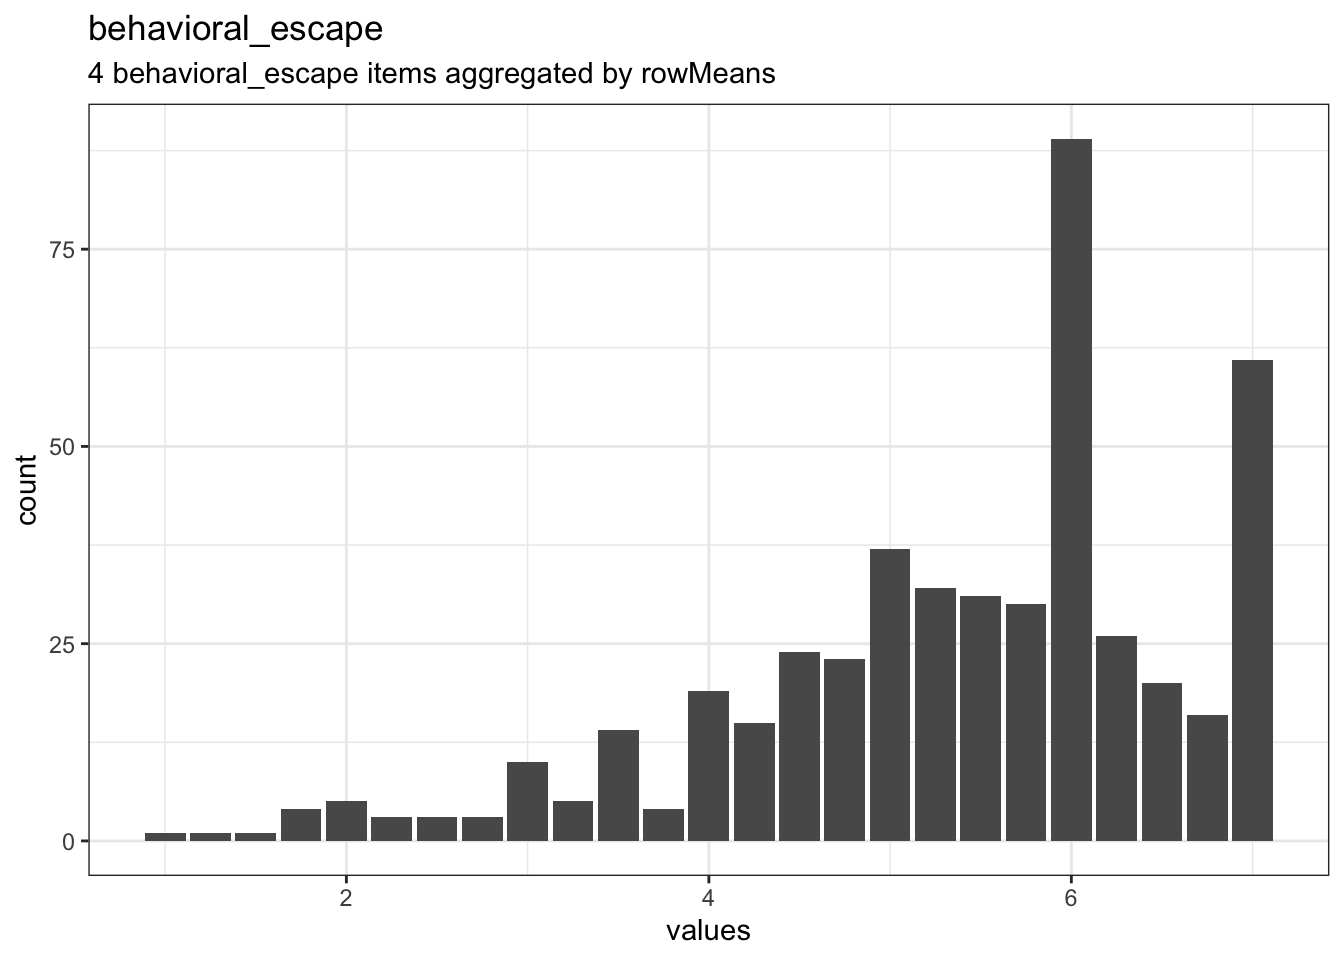 behavioral_escape
4 behavioral_escape items aggregated by rowMeans
75
50
25
0
count
2 4 6
values